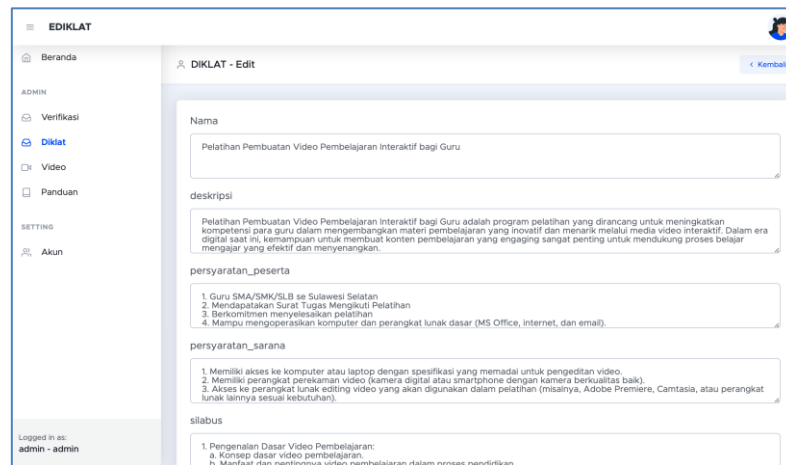 EDIKLAT
Beranda
ADMIN
Verifikasi
Diklat
Video
Panduan
SETTING
Akun
Logged in as:
admin - admin
DIKLAT - Edit
< Kembali
Nama
Pelatihan Pembuatan Video Pembelajaran Interaktif bagi Guru
deskripsi
Pelatihan Pembuatan Video Pembelajaran Interaktif bagi Guru adalah program pelatihan yang dirancang untuk meningkatkan
kompetensi para guru dalam mengembangkan materi pembelajaran yang inovatif dan menarik melalui media video interaktif. Dalam era
digital saat ini, kemampuan untuk membuat konten pembelajaran yang engaging sangat penting untuk mendukung proses belajar
mengajar yang efektif dan menyenangkan.
persyaratan_peserta
1. Guru SMA/SMK/SLB se Sulawesi Selatan
2. Mendapatakan Surat Tugas Mengikuti Pelatihan
3. Berkomitmen menyelesaikan pelatihan
4. Mampu mengoperasikan komputer dan perangkat lunak dasar (MS Office, internet, dan email).
persyaratan_sarana
1. Memiliki akses ke komputer atau laptop dengan spesifikasi yang memadai untuk pengeditan video.
2. Memiliki perangkat perekaman video (kamera digital atau smartphone dengan kamera berkualitas baik).
3. Akses ke perangkat lunak editing video yang akan digunakan dalam pelatihan (misalnya, Adobe Premiere, Camtasia, atau perangkat
lunak lainnya sesuai kebutuhan).
silabus
1. Pengenalan Dasar Video Pembelajaran:
a. Konsep dasar video pembelajaran.
b. Manfaat dan pentingnya video pembelajaran dalam proses pendidikan.